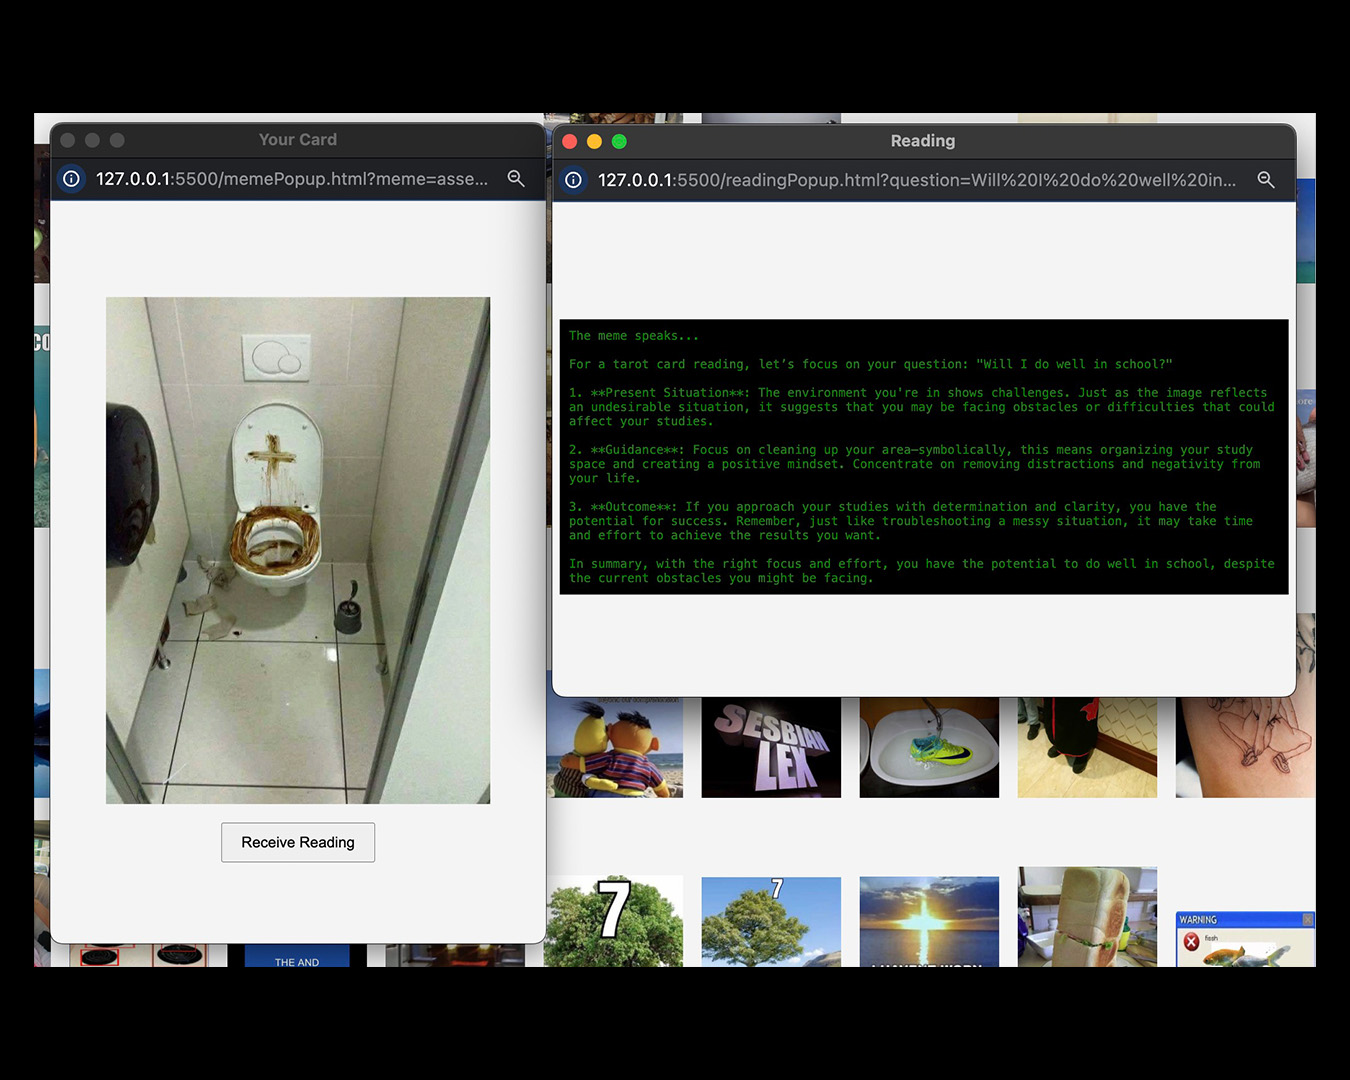 Your Card
127.0.0.1:5500/memePopup.html?meme=asse...
Receive Reading
Reading
127.0.0.1:5500/readingPopup.html?question=Will%20I%20do%20well%20in...
The meme speaks...
For a tarot card reading, let’s focus on your question: "Will I do well in school?"
1. **Present Situation**: The environment you're in shows challenges. Just as the image reflects
an undesirable situation, it suggests that you may be facing obstacles or difficulties that could
affect your studies.
2. **Guidance**: Focus on cleaning up your area—symbolically, this means organizing your study
space and creating a positive mindset. Concentrate on removing distractions and negativity from
your life.
3. **Outcome**: If you approach your studies with determination and clarity, you have the
potential for success. Remember, just like troubleshooting a messy situation, it may take time
and effort to achieve the results you want.
In summary, with the right focus and effort, you have the potential to do well in school, despite
the current obstacles you might be facing.
SESBIAN
LEX
7
7
WARNING
fiesh
THE AND